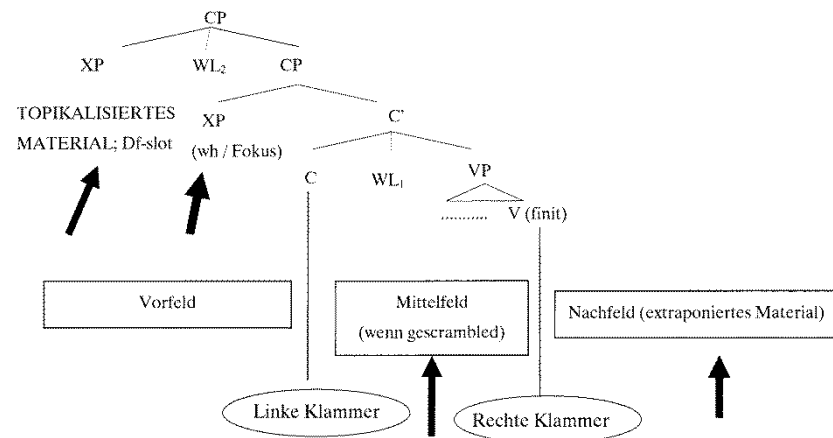 CP
XP WL₂ CP
TOPIKALISIERTES
MATERIAL; Df-slot
XP C'
(wh / Fokus)
C WL₁ VP
.......... V (finit)
Vorfeld
Mittelfeld
(wenn gescrambled)
Nachfeld (extraponiertes Material)
Linke Klammer
Rechte Klammer